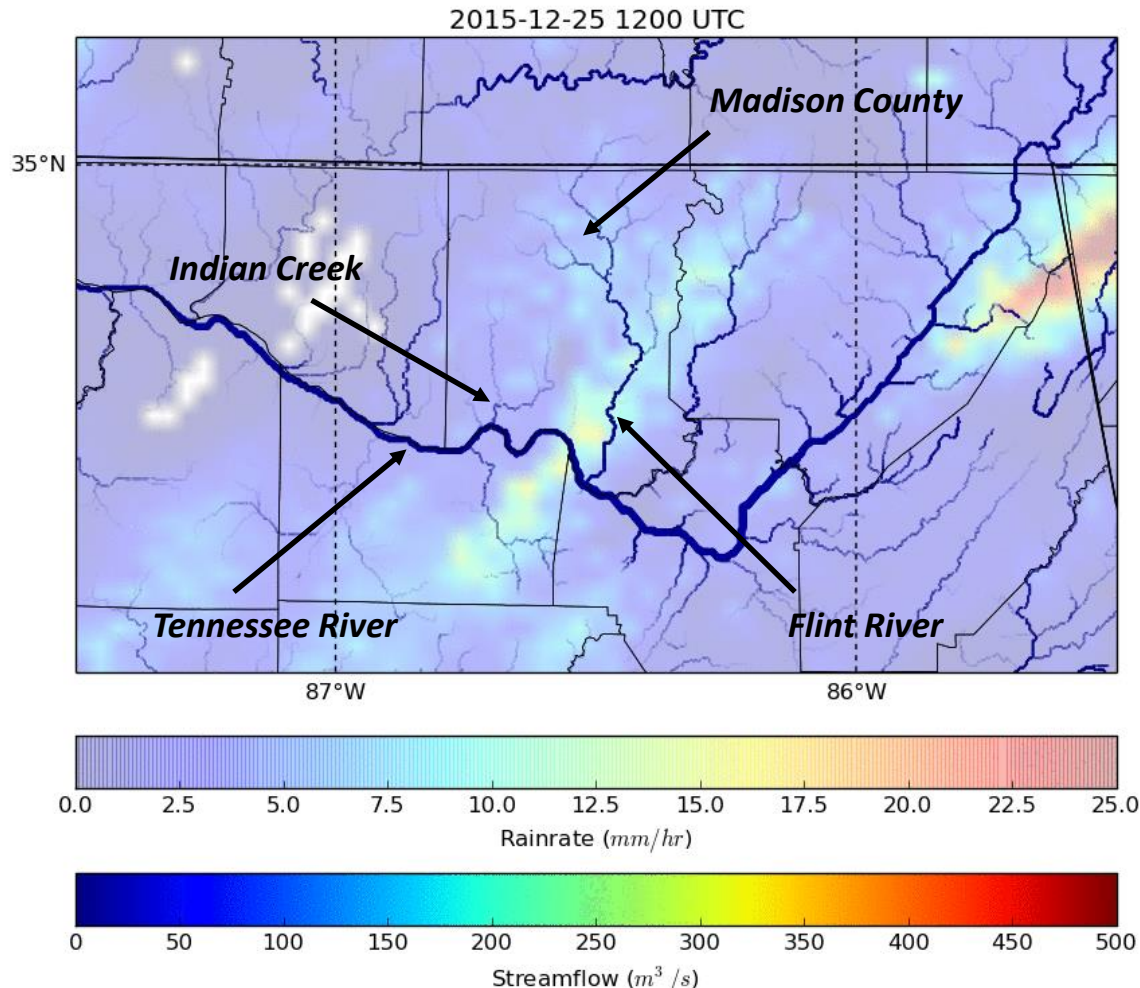 2015-12-25 1200 UTC
Madison County
35°N
Indian Creek
Tennessee River
Flint River
87°W 86°W
0.0 2.5 5.0 7.5 10.0 12.5 15.0 17.5 20.0 22.5 25.0
Rainrate (mm/hr)
0 50 100 150 200 250 300 350 400 450 500
Streamflow (m³ /s)